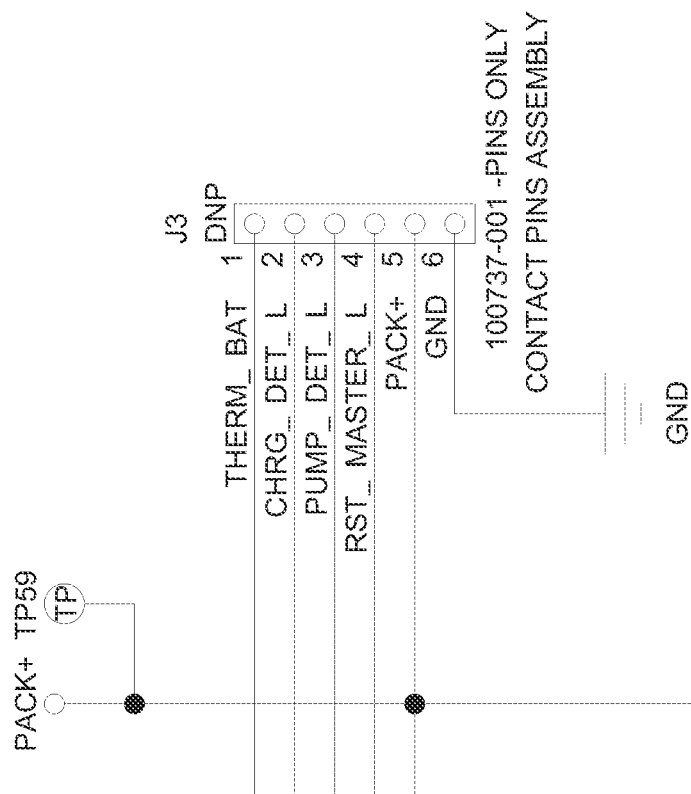 PACK+ TP59
TP
J3
DNP
1
2
3
4
5
6
THERM_ BAT
CHRG_ DET_ L
PUMP_ DET_ L
RST_ MASTER_ L
PACK+
GND
100737-001 -PINS ONLY
CONTACT PINS ASSEMBLY
GND